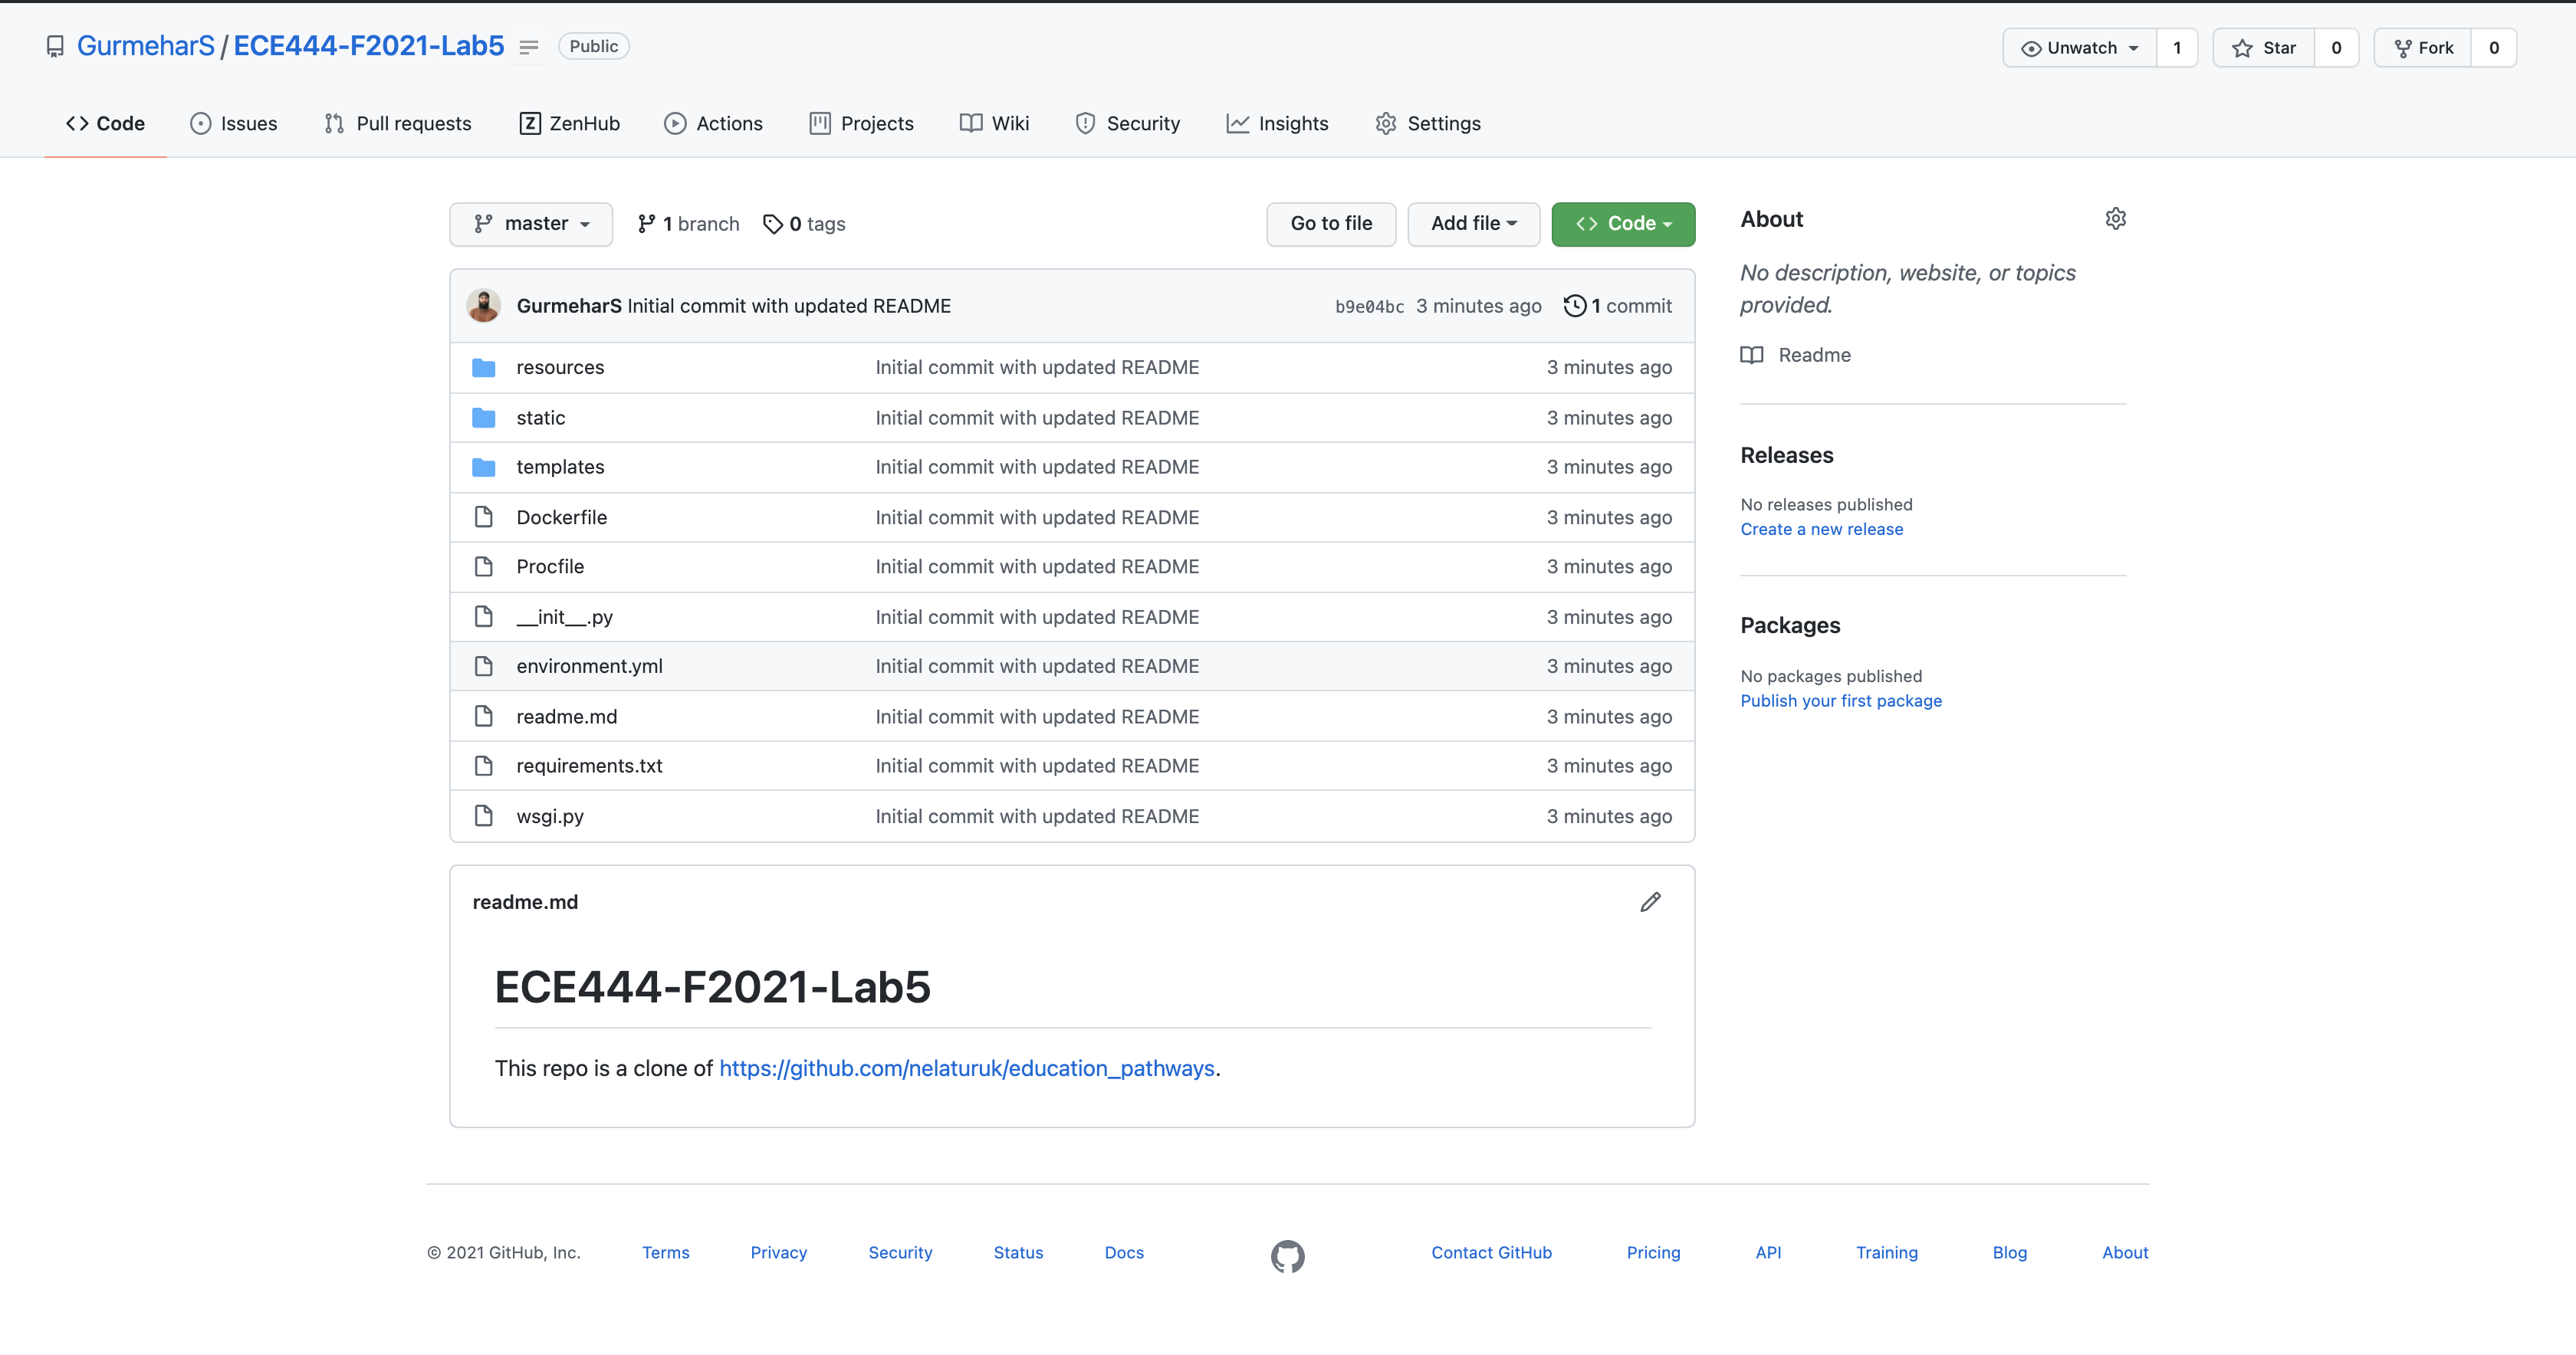 GurmeharS / ECE444-F2021-Lab5 Public
Unwatch 1 Star 0 Fork 0
Code Issues Pull requests ZenHub Actions Projects Wiki Security Insights Settings
master 1 branch 0 tags Go to file Add file Code
GurmeharS Initial commit with updated README b9e04bc 3 minutes ago 1 commit
resources Initial commit with updated README 3 minutes ago
static Initial commit with updated README 3 minutes ago
templates Initial commit with updated README 3 minutes ago
Dockerfile Initial commit with updated README 3 minutes ago
Procfile Initial commit with updated README 3 minutes ago
__init__.py Initial commit with updated README 3 minutes ago
environment.yml Initial commit with updated README 3 minutes ago
readme.md Initial commit with updated README 3 minutes ago
requirements.txt Initial commit with updated README 3 minutes ago
wsgi.py Initial commit with updated README 3 minutes ago
About
No description, website, or topics
provided.
Readme
Releases
No releases published
Create a new release
Packages
No packages published
Publish your first package
readme.md
ECE444-F2021-Lab5
This repo is a clone of https://github.com/nelaturuk/education_pathways.
© 2021 GitHub, Inc. Terms Privacy Security Status Docs Contact GitHub Pricing API Training Blog About